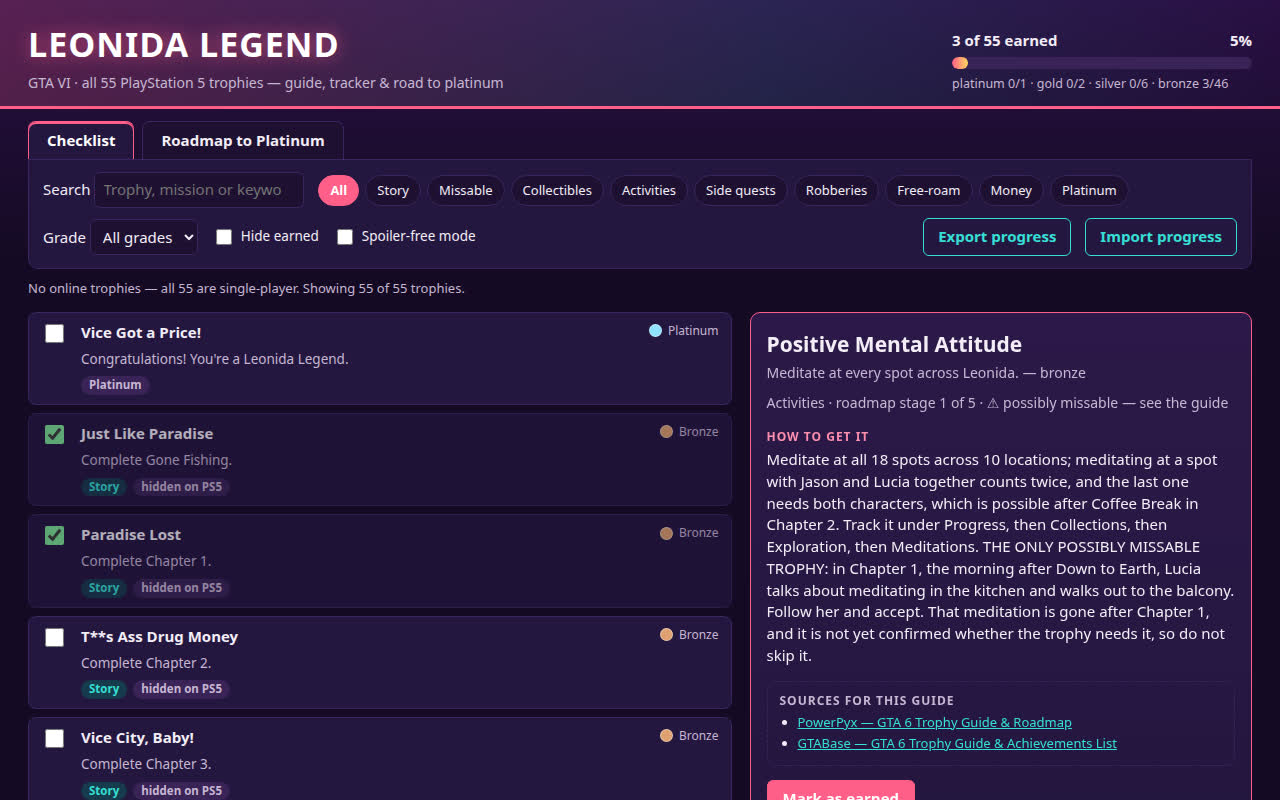 LEONIDA LEGEND
GTA VI · all 55 PlayStation 5 trophies — guide, tracker & road to platinum
3 of 55 earned
5%
platinum 0/1 · gold 0/2 · silver 0/6 · bronze 3/46
Checklist
Roadmap to Platinum
Search
Trophy, mission or keywo
All
Story
Missable
Collectibles
Activities
Side quests
Robberies
Free-roam
Money
Platinum
Grade
All grades
Hide earned
Spoiler-free mode
Export progress
Import progress
No online trophies — all 55 are single-player. Showing 55 of 55 trophies.
Vice Got a Price!
Platinum
Congratulations! You're a Leonida Legend.
Platinum
Just Like Paradise
Bronze
Complete Gone Fishing.
Story
hidden on PS5
Paradise Lost
Bronze
Complete Chapter 1.
Story
hidden on PS5
T**s Ass Drug Money
Bronze
Complete Chapter 2.
Story
hidden on PS5
Vice City, Baby!
Bronze
Complete Chapter 3.
Story
hidden on PS5
Positive Mental Attitude
Meditate at every spot across Leonida. — bronze
Activities · roadmap stage 1 of 5 · ⚠ possibly missable — see the guide
HOW TO GET IT
Meditate at all 18 spots across 10 locations; meditating at a spot
with Jason and Lucia together counts twice, and the last one
needs both characters, which is possible after Coffee Break in
Chapter 2. Track it under Progress, then Collections, then
Exploration, then Meditations. THE ONLY POSSIBLY MISSABLE
TROPHY: in Chapter 1, the morning after Down to Earth, Lucia
talks about meditating in the kitchen and walks out to the balcony.
Follow her and accept. That meditation is gone after Chapter 1,
and it is not yet confirmed whether the trophy needs it, so do not
skip it.
SOURCES FOR THIS GUIDE
PowerPyx — GTA 6 Trophy Guide & Roadmap
GTABase — GTA 6 Trophy Guide & Achievements List
Mark as earned